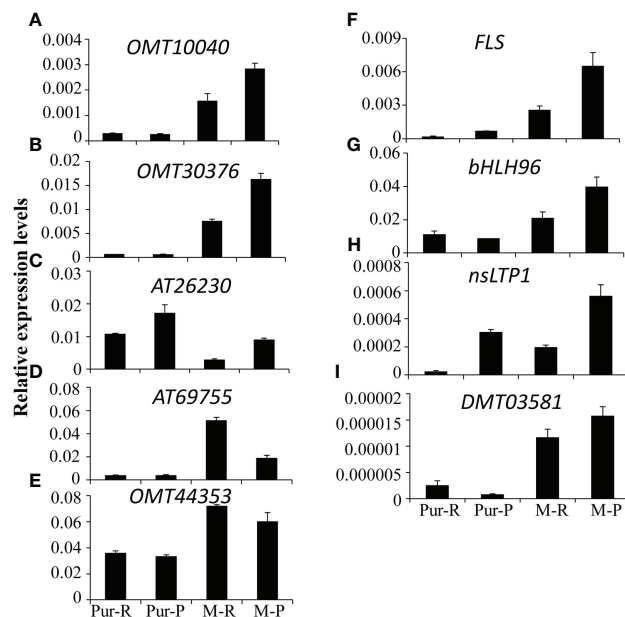 Relative expression levels
A
OMT10040
0.004
0.003
0.002
0.001
0
B
OMT30376
0.02
0.015
0.01
0.005
0
C
AT26230
0.03
0.02
0.01
0
D
AT69755
0.08
0.06
0.04
0.02
0
E
OMT44353
0.08
0.06
0.04
0.02
0
Pur-R Pur-P M-R M-P
F
FLS
0.009
0.006
0.003
0
G
bHLH96
0.06
0.04
0.02
0
H
nsLTP1
0.0008
0.0006
0.0004
0.0002
0
I
DMT03581
0.00002
0.000015
0.00001
0.000005
0
Pur-R Pur-P M-R M-P